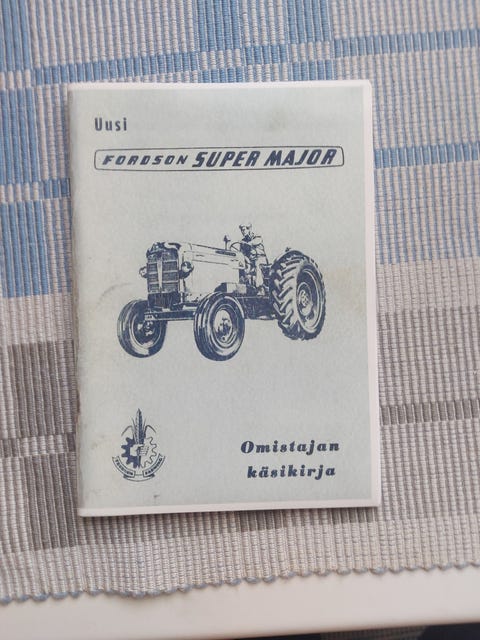 Uusi
FORDSON SUPER MAJOR
Omistajan
käsikirja